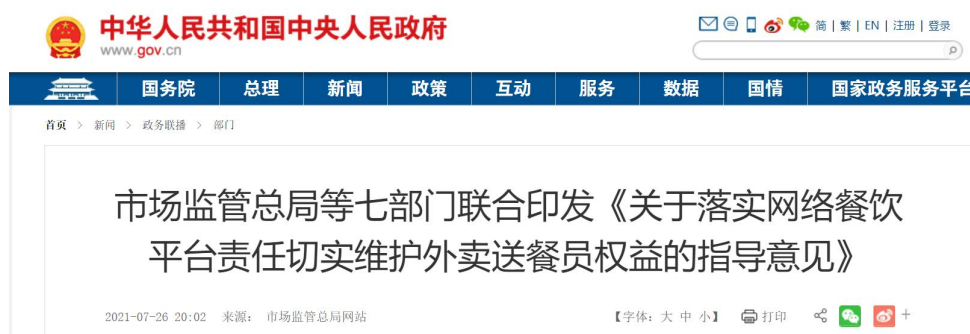 中华人民共和国中央人民政府
www.gov.cn
简 | 繁 | EN | 注册 | 登录
国务院 总理 新闻 政策 互动 服务 数据 国情 国家政务服务平台
首页 > 新闻 > 政务联播 > 部门
市场监管总局等七部门联合印发《关于落实网络餐饮
平台责任切实维护外卖送餐员权益的指导意见》
2021-07-26 20:02 来源: 市场监管总局网站 【字体: 大 中 小】 打印 +